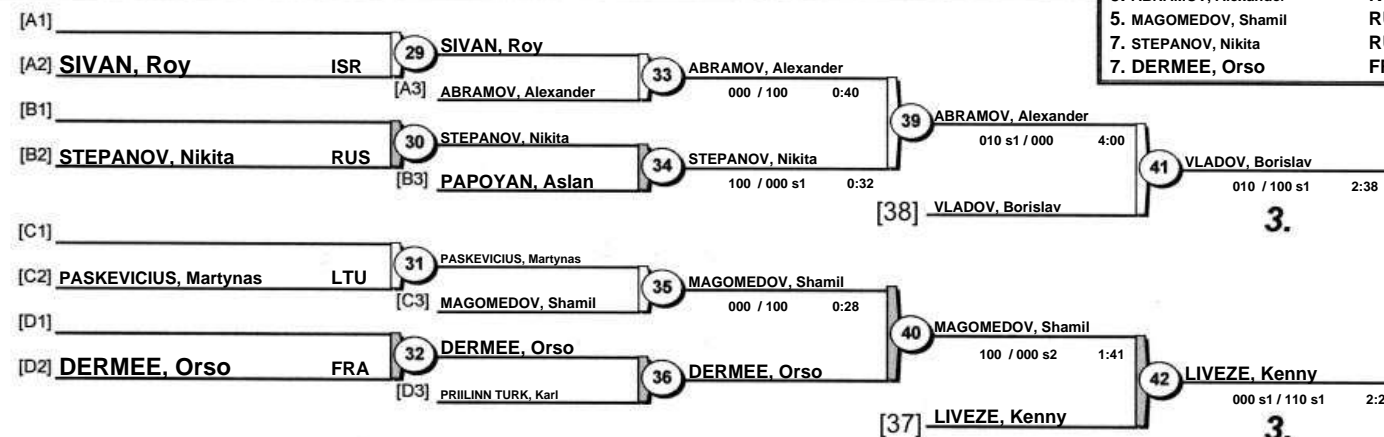 5. MAGOMEDOV, Shamil
7. STEPANOV, Nikita
7. DERMEE, Orso
[A1]
[A2] SIVAN, Roy ISR
29
SIVAN, Roy
[A3] ABRAMOV, Alexander
33
ABRAMOV, Alexander
000 / 100 0:40
[B1]
[B2] STEPANOV, Nikita RUS
30
STEPANOV, Nikita
[B3] PAPOYAN, Aslan
34
STEPANOV, Nikita
100 / 000 s1 0:32
39
ABRAMOV, Alexander
010 s1 / 000 4:00
[38] VLADOV, Borislav
41
VLADOV, Borislav
010 / 100 s1 2:38
3.
[C1]
[C2] PASKEVICIUS, Martynas LTU
31
PASKEVICIUS, Martynas
[C3] MAGOMEDOV, Shamil
35
MAGOMEDOV, Shamil
000 / 100 0:28
[D1]
[D2] DERMEE, Orso FRA
32
DERMEE, Orso
[D3] PRIILINN TURK, Karl
36
DERMEE, Orso
40
MAGOMEDOV, Shamil
100 / 000 s2 1:41
[37] LIVEZE, Kenny
42
LIVEZE, Kenny
000 s1 / 110 s1
3.